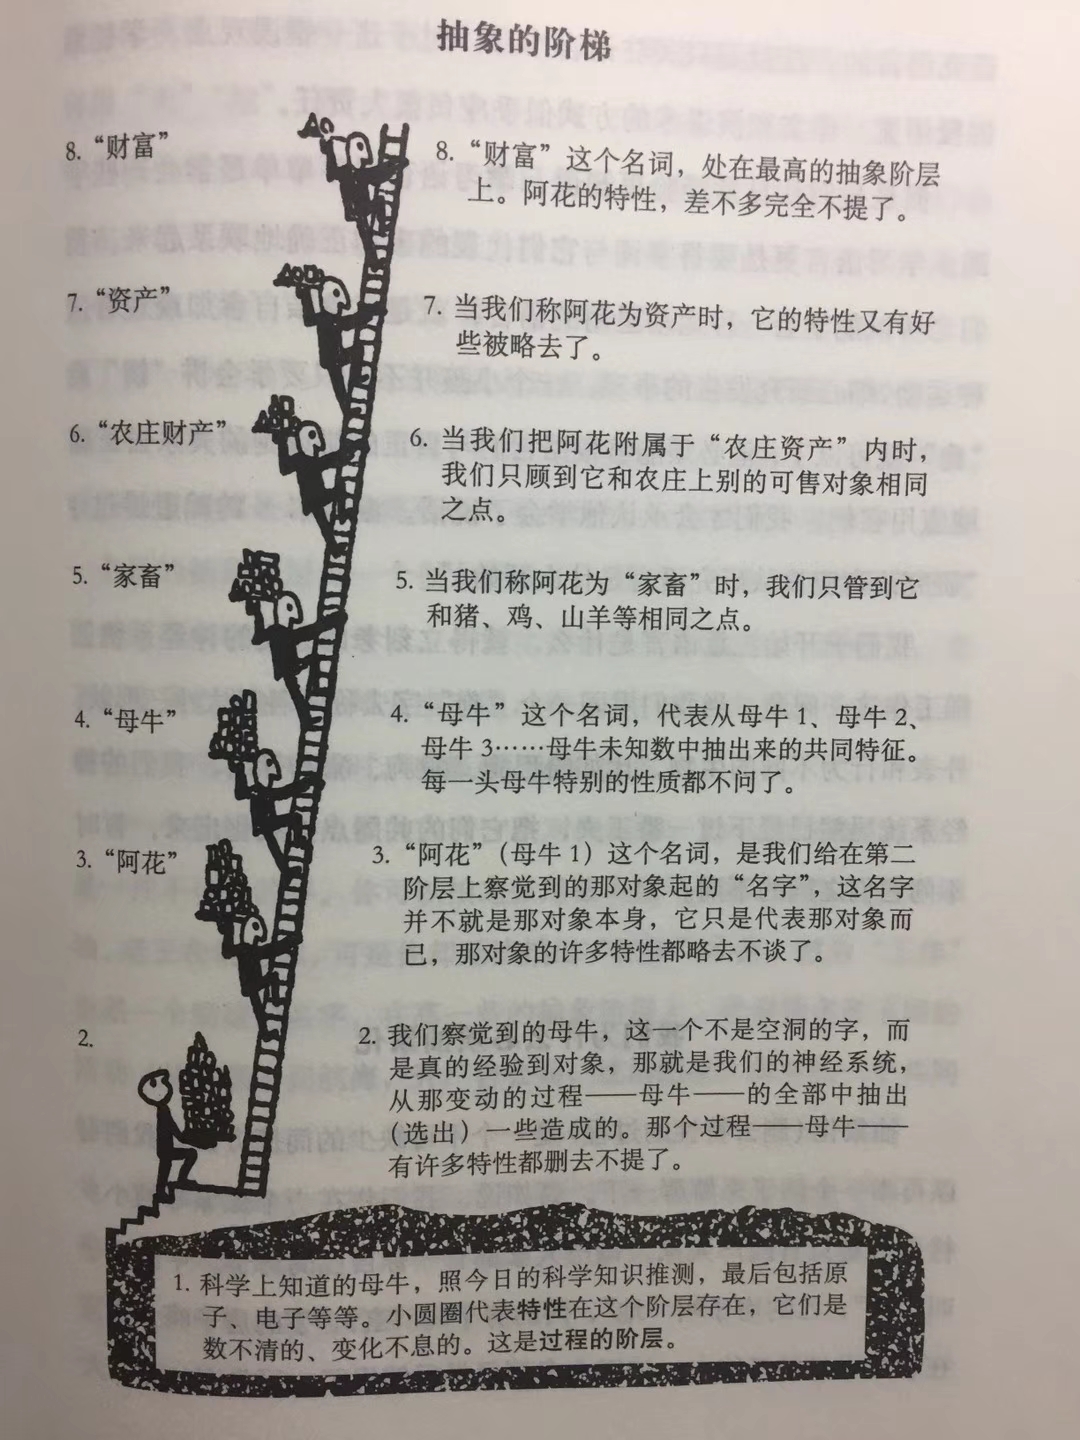 抽象的阶梯
8. “财富”
8. “财富”这个名词，处在最高的抽象阶层
上。阿花的特性，差不多完全不提了。
7. “资产”
7. 当我们称阿花为资产时，它的特性又有好
些被略去了。
6. “农庄财产”
6. 当我们把阿花附属于“农庄资产”内时，
我们只顾到它和农庄上别的可售对象相同
之点。
5. “家畜”
5. 当我们称阿花为“家畜”时，我们只管到它
和猪、鸡、山羊等相同之点。
4. “母牛”
4. “母牛”这个名词，代表从母牛 1、母牛 2、
母牛 3……母牛未知数中抽出来的共同特征。
每一头母牛特别的性质都不问了。
3. “阿花”
3. “阿花”（母牛 1）这个名词，是我们给在第二
阶层上察觉到的那对象起的“名字”，这名字
并不就是那对象本身，它只是代表那对象而
已，那对象的许多特性都略去不谈了。
2.
2. 我们察觉到的母牛，这一个不是空洞的字，而
是真的经验到对象，那就是我们的神经系统，
从那变动的过程——母牛——的全部中抽出
（选出）一些造成的。那个过程——母牛——
有许多特性都删去不提了。
1. 科学上知道的母牛，照今日的科学知识推测，最后包括原
子、电子等等。小圆圈代表特性在这个阶层存在，它们是
数不清的、变化不息的。这是过程的阶层。